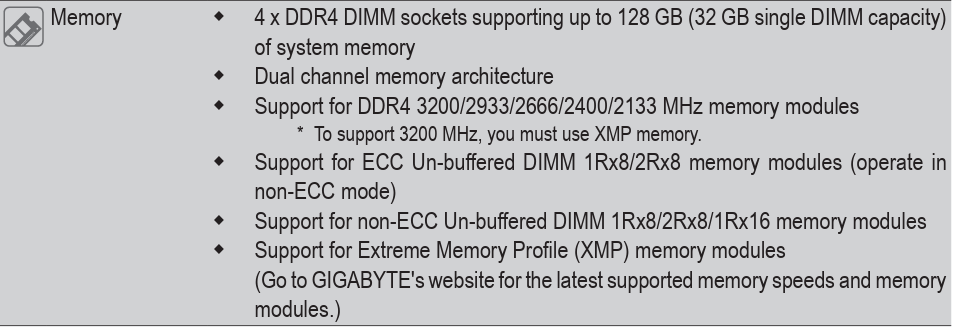 Memory
◆ 4 x DDR4 DIMM sockets supporting up to 128 GB (32 GB single DIMM capacity)
of system memory
◆ Dual channel memory architecture
◆ Support for DDR4 3200/2933/2666/2400/2133 MHz memory modules
* To support 3200 MHz, you must use XMP memory.
◆ Support for ECC Un-buffered DIMM 1Rx8/2Rx8 memory modules (operate in
non-ECC mode)
◆ Support for non-ECC Un-buffered DIMM 1Rx8/2Rx8/1Rx16 memory modules
◆ Support for Extreme Memory Profile (XMP) memory modules
(Go to GIGABYTE's website for the latest supported memory speeds and memory
modules.)